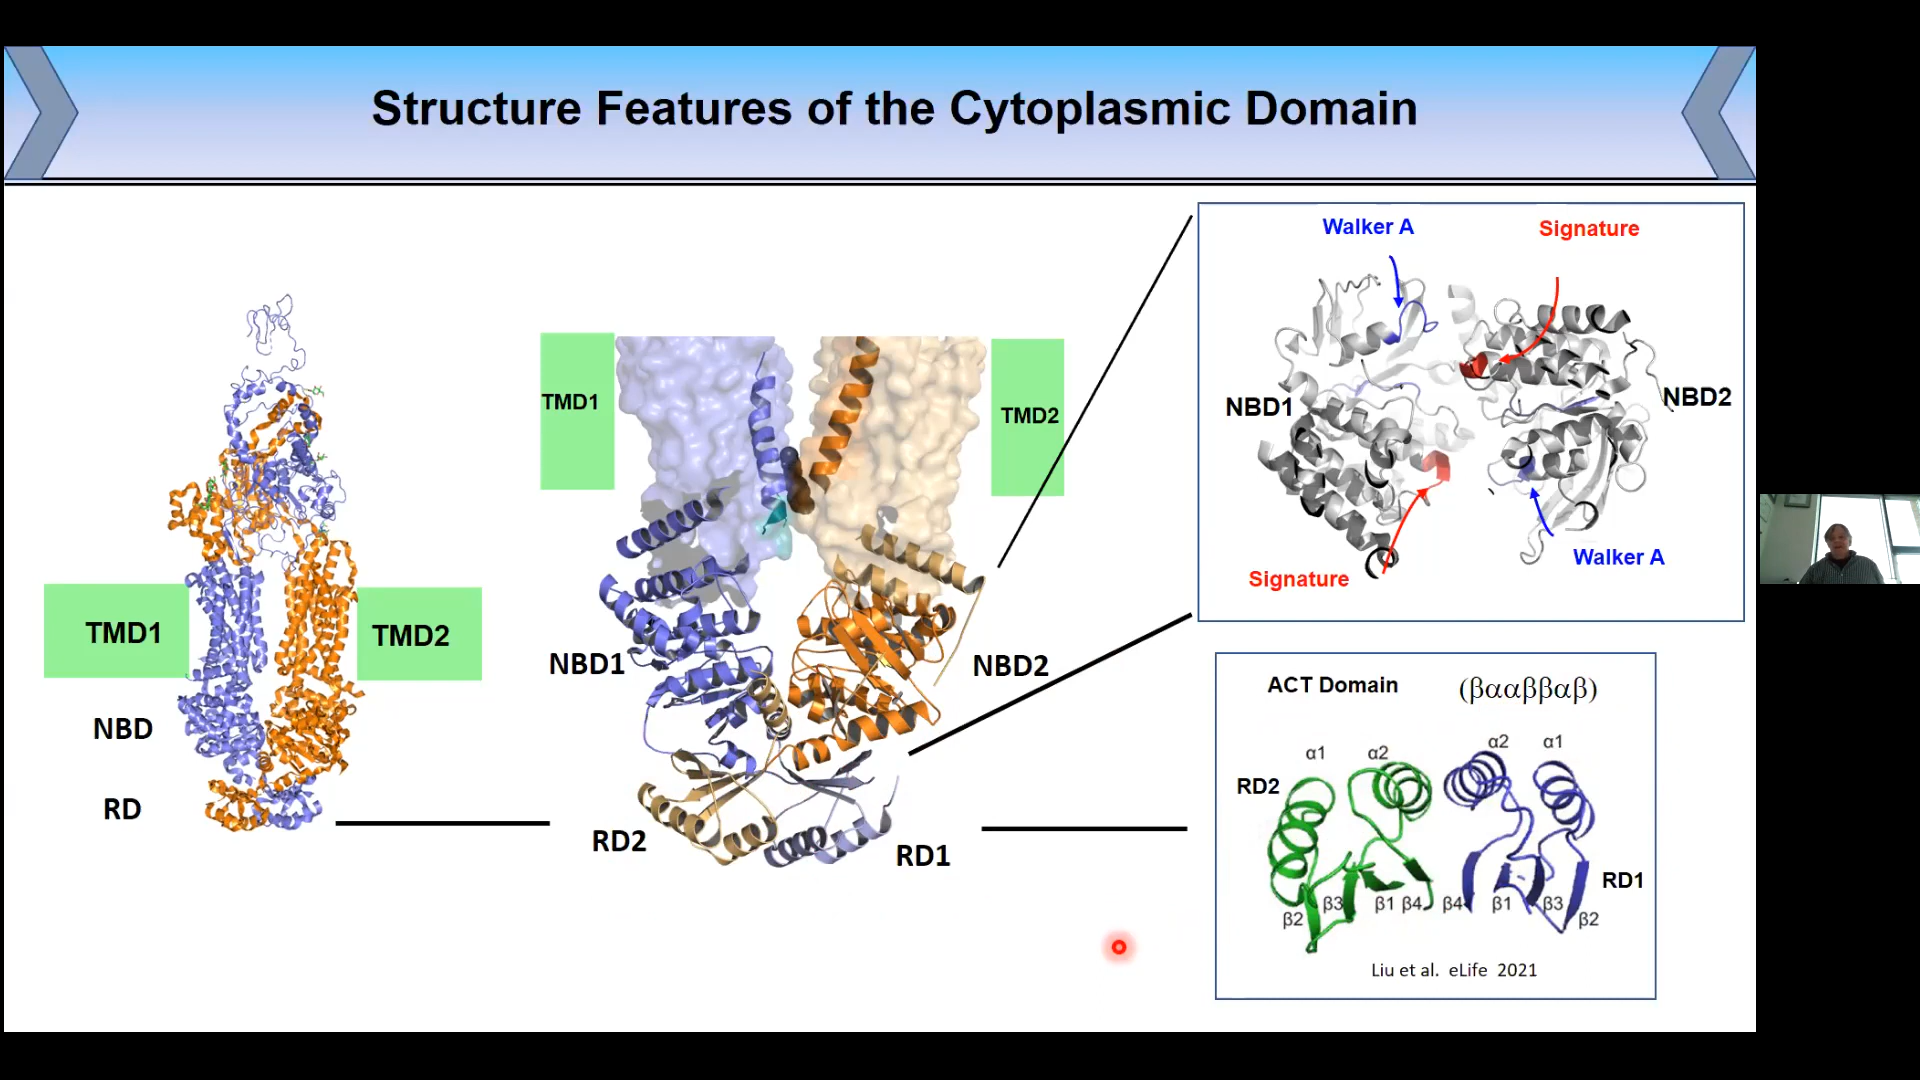 Structure Features of the Cytoplasmic Domain
TMD1
TMD2
NBD
RD
TMD1
TMD2
NBD1
NBD2
RD2
RD1
Walker A
Signature
NBD1
NBD2
Signature
Walker A
ACT Domain (βααββαβ)
α1 α2 α2 α1
RD2
RD1
β2 β3 β1 β4 β4 β1 β3 β2
Liu et al. eLife 2021